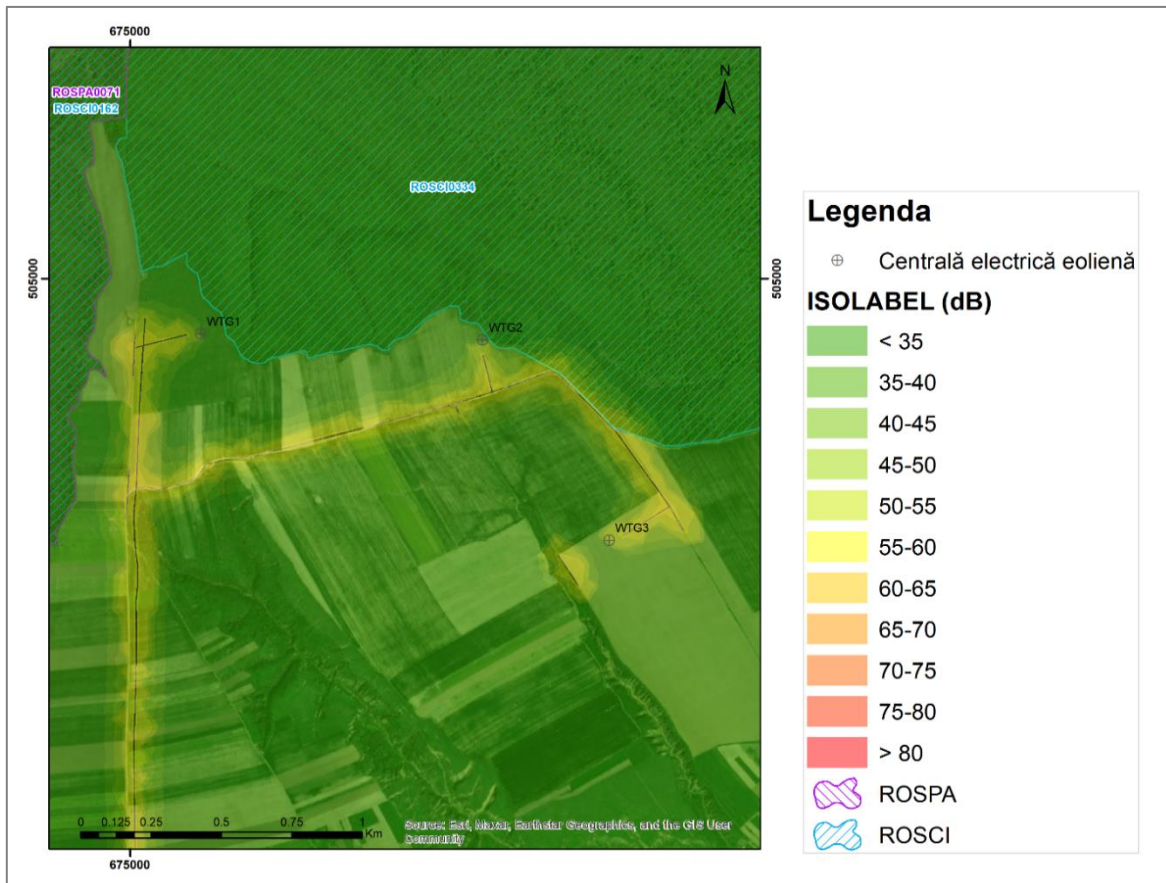 675000
ROSPA0071
ROSCI0162
N
ROSCI0334
505000
505000
WTG1
WTG2
WTG3
0 0.125 0.25 0.5 0.75 1
Km
Source: Esri, Maxar, Earthstar Geographics, and the GIS User
Community
675000
Legenda
Centrală electrică eoliană
ISOLABEL (dB)
< 35
35-40
40-45
45-50
50-55
55-60
60-65
65-70
70-75
75-80
> 80
ROSPA
ROSCI